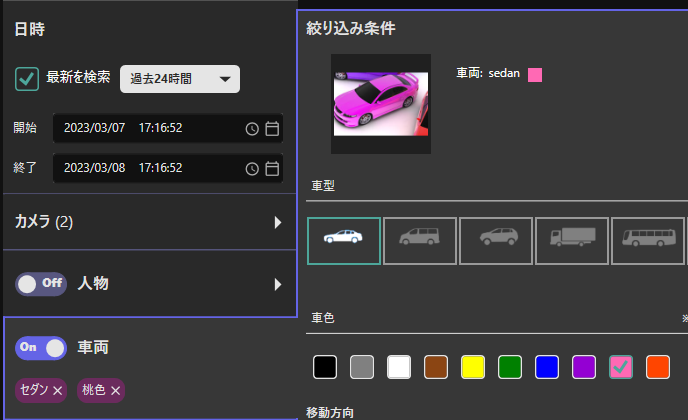 日時
最新を検索
過去24時間
開始
2023/03/07 17:16:52
終了
2023/03/08 17:16:52
カメラ (2)
Off 人物
On 車両
セダン× 桃色×
絞り込み条件
車両: sedan
車型
車色
※
移動方向